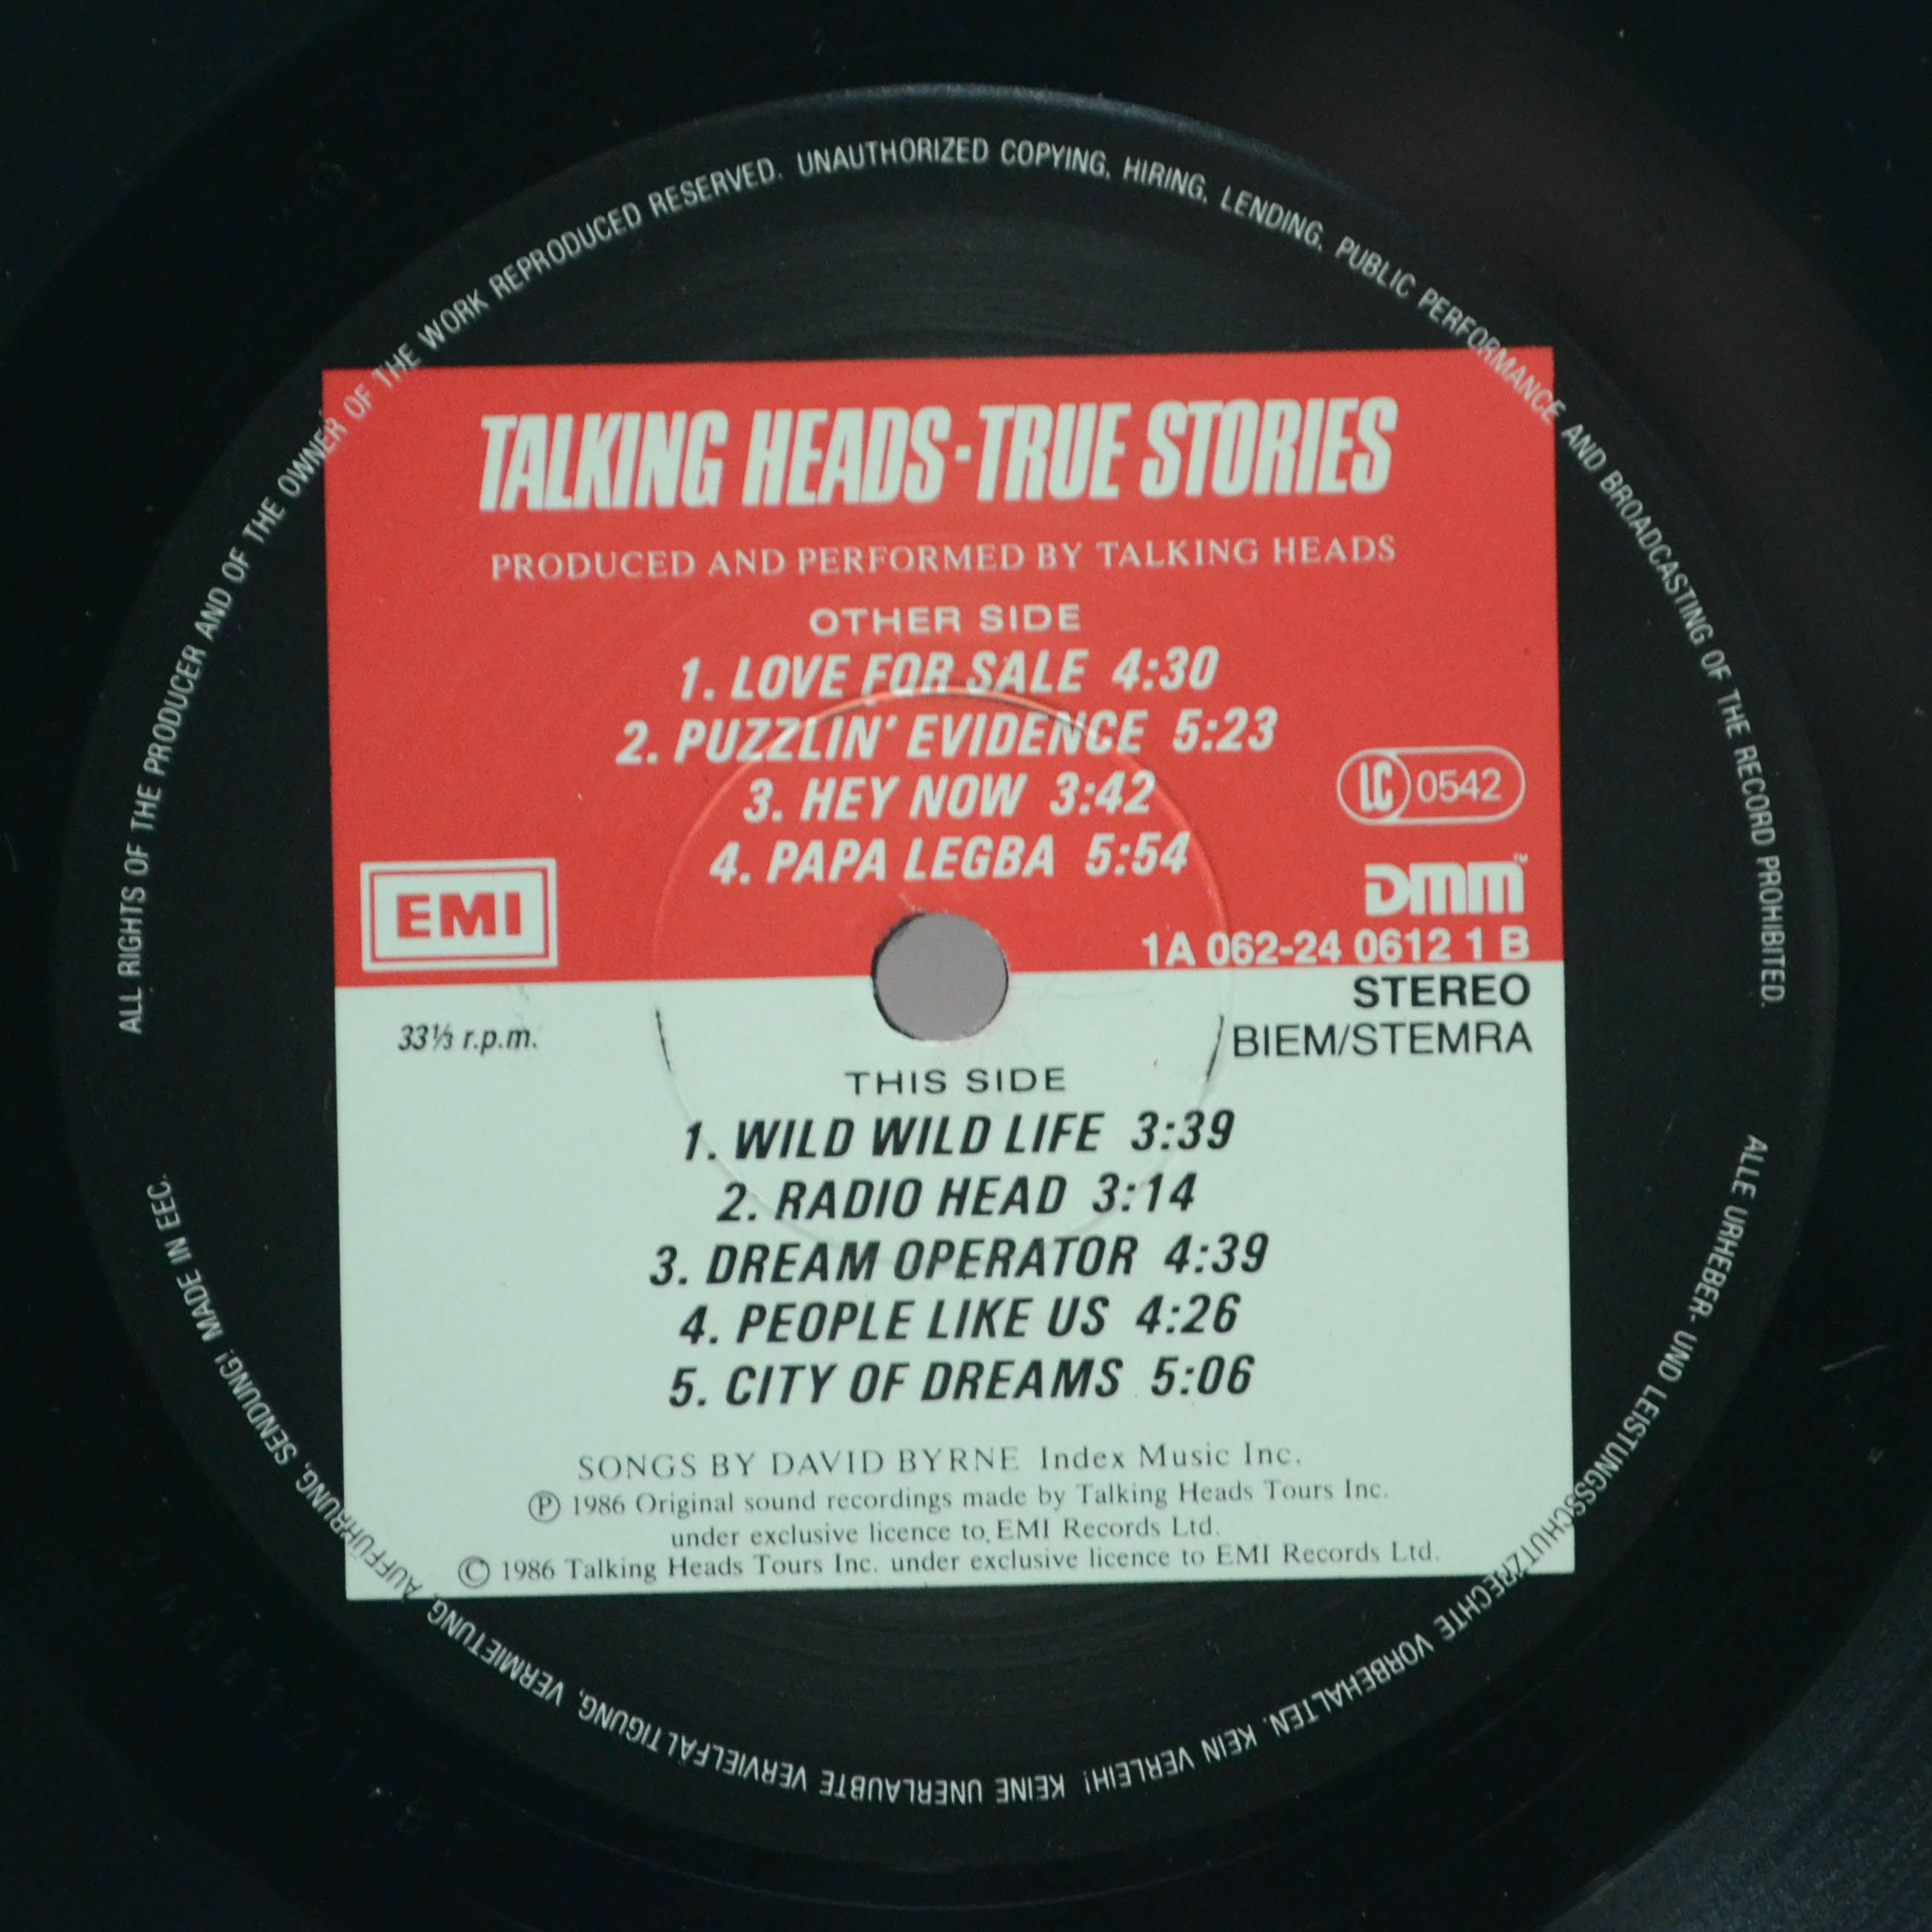 ALL RIGHTS OF THE PRODUCER AND OF THE OWNER OF THE WORK REPRODUCED RESERVED. UNAUTHORIZED COPYING, HIRING, LENDING, PUBLIC PERFORMANCE AND BROADCASTING OF THE RECORD PROHIBITED.
TALKING HEADS·TRUE STORIES
PRODUCED AND PERFORMED BY TALKING HEADS
OTHER SIDE
1. LOVE FOR SALE 4:30
2. PUZZLIN' EVIDENCE 5:23
3. HEY NOW 3:42
4. PAPA LEGBA 5:54
LC 0542
EMI
DMM™
1A 062-24 0612 1 B
STEREO
33⅓ r.p.m.
BIEM/STEMRA
THIS SIDE
1. WILD WILD LIFE 3:39
2. RADIO HEAD 3:14
3. DREAM OPERATOR 4:39
4. PEOPLE LIKE US 4:26
5. CITY OF DREAMS 5:06
SONGS BY DAVID BYRNE Index Music Inc.
Ⓟ 1986 Original sound recordings made by Talking Heads Tours Inc.
under exclusive licence to EMI Records Ltd.
© 1986 Talking Heads Tours Inc. under exclusive licence to EMI Records Ltd.
ALLE URHEBER- UND LEISTUNGSSCHUTZRECHTE VORBEHALTEN. KEIN VERLEIH! KEINE UNERLAUBTE VERVIELFÄLTIGUNG, VERMIETUNG, AUFFÜHRUNG, SENDUNG! MADE IN EEC.